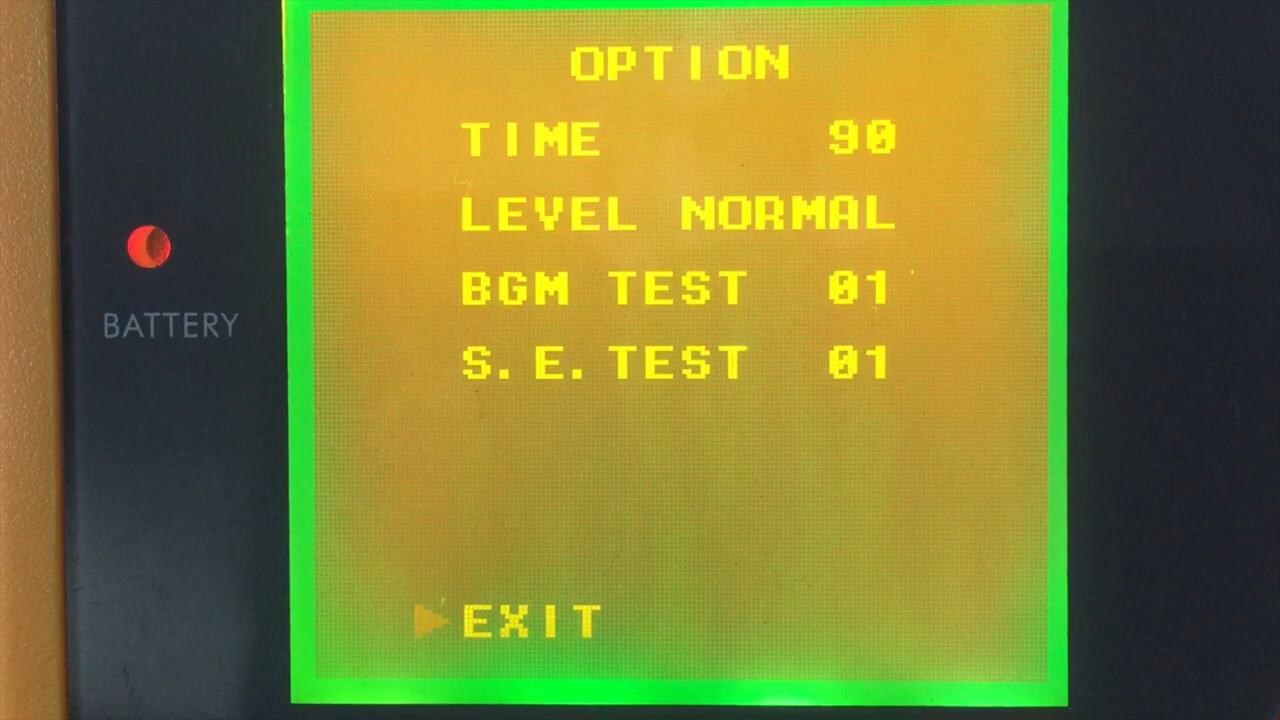 OPTION
TIME 90
LEVEL NORMAL
BGM TEST 01
S.E.TEST 01
BATTERY
EXIT